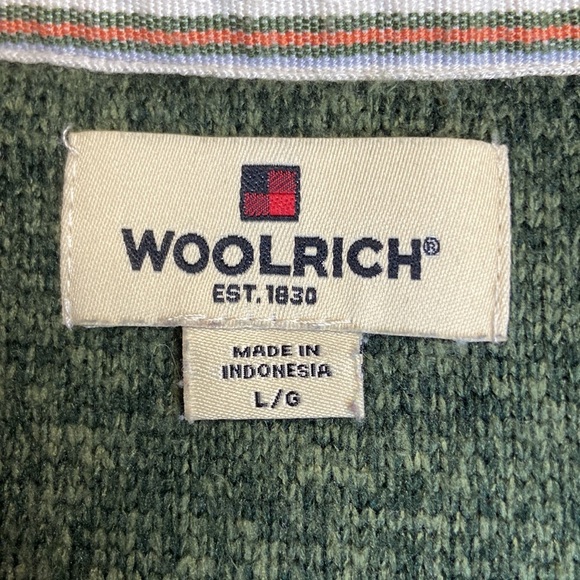 WOOLRICH®
EST. 1830
MADE IN
INDONESIA
L/G